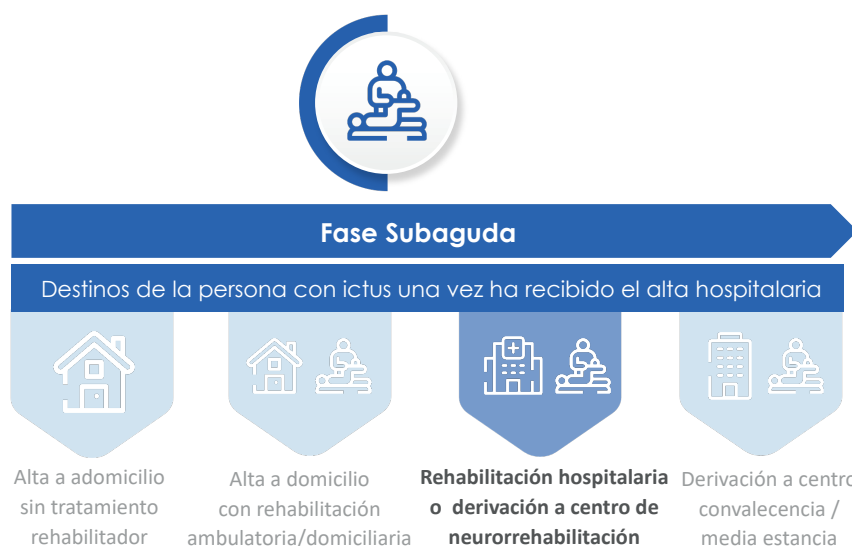 Fase Subaguda
Destinos de la persona con ictus una vez ha recibido el alta hospitalaria
Alta a adomicilio
sin tratamiento
rehabilitador
Alta a domicilio
con rehabilitación
ambulatoria/domiciliaria
Rehabilitación hospitalaria
o derivación a centro de
neurorrehabilitación
Derivación a centro
convalecencia /
media estancia